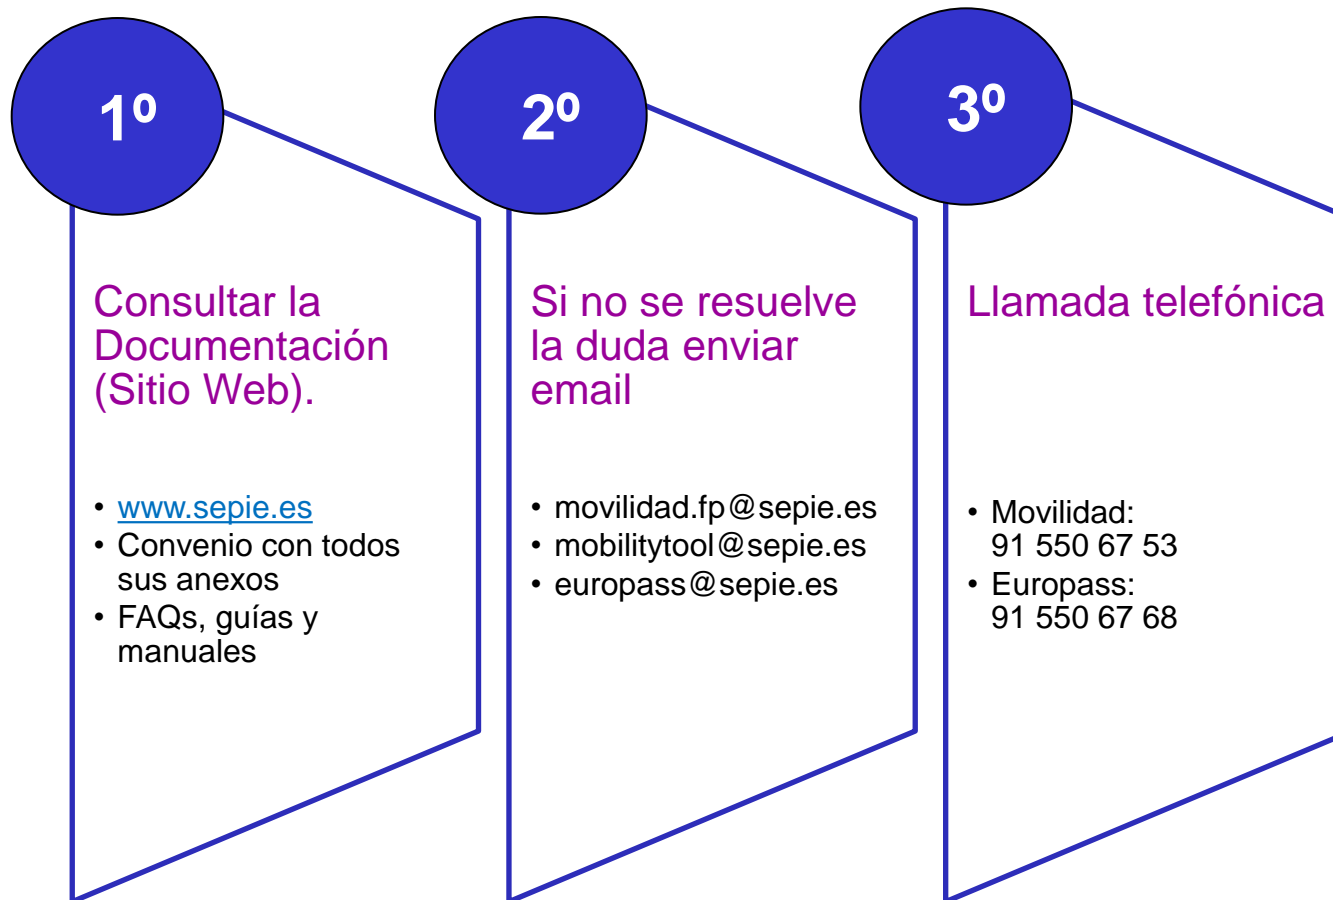 1º
Consultar la
Documentación
(Sitio Web).
• www.sepie.es
• Convenio con todos
sus anexos
• FAQs, guías y
manuales
2º
Si no se resuelve
la duda enviar
email
• movilidad.fp@sepie.es
• mobilitytool@sepie.es
• europass@sepie.es
3º
Llamada telefónica
• Movilidad:
91 550 67 53
• Europass:
91 550 67 68